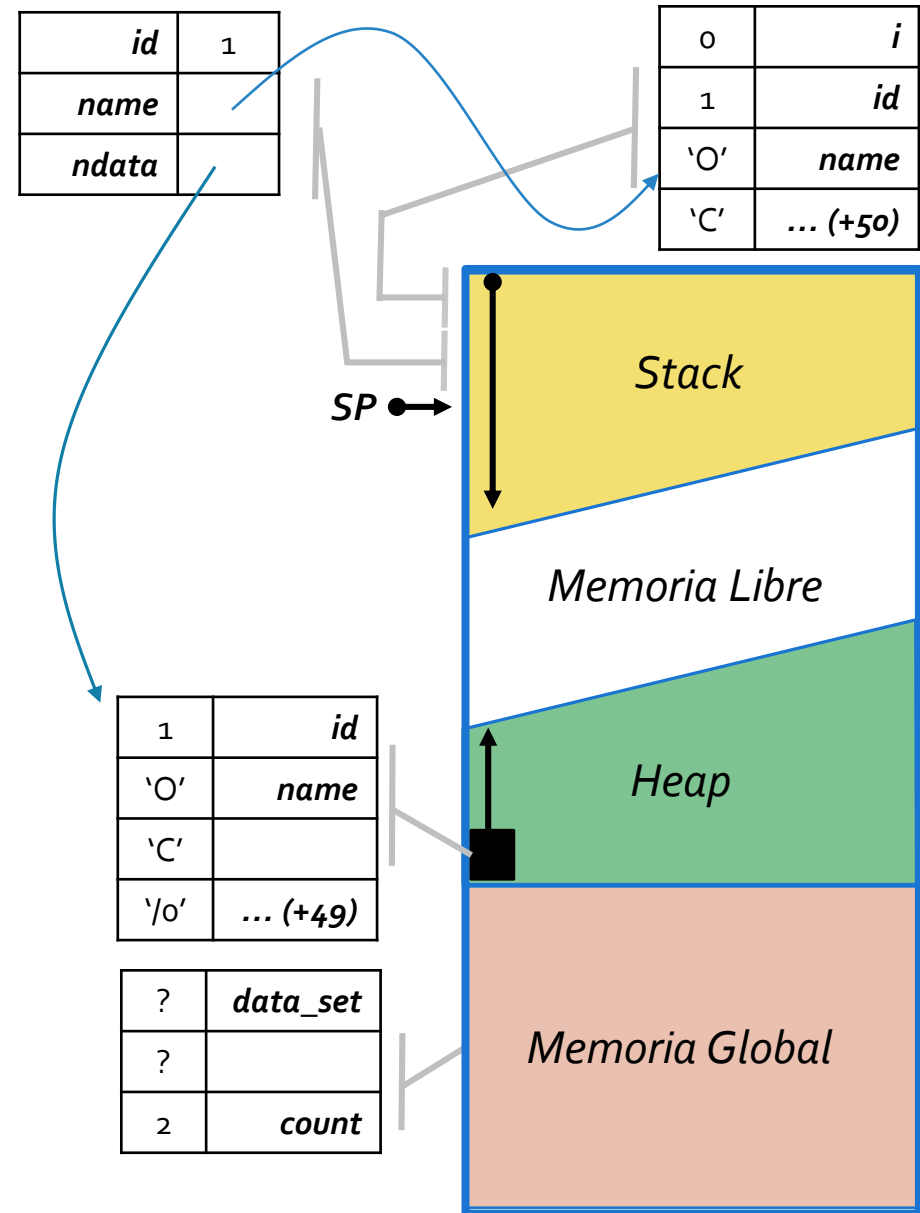 id 1
name
ndata
0 i
1 id
‘O’ name
‘C’ ... (+50)
Stack
SP
Memoria Libre
1 id
‘O’ name
‘C’
‘/0’ ... (+49)
Heap
? data_set
?
2 count
Memoria Global